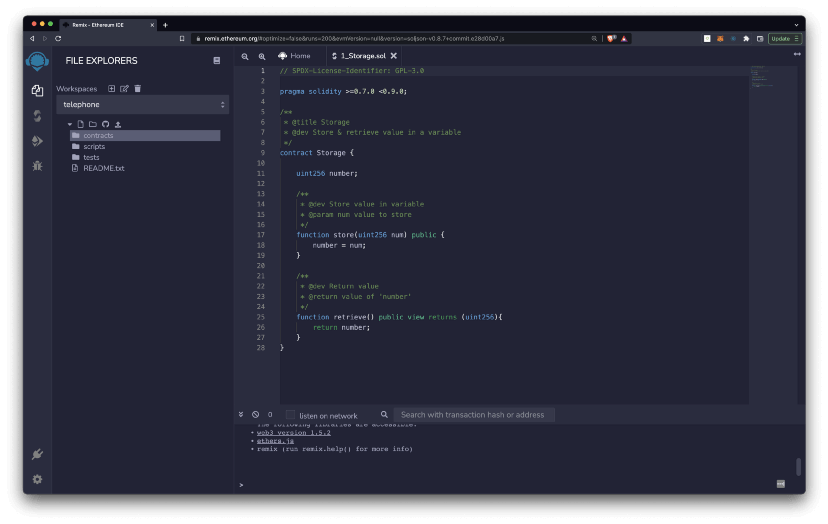 Remix - Ethereum IDE
remix.ethereum.org/#optimize=false&runs=200&evmVersion=null&version=soljson-v0.8.7+commit.e28d00a7.js
Update
FILE EXPLORERS
Workspaces
telephone
contracts
scripts
tests
README.txt
Home
1_Storage.sol
1 // SPDX-License-Identifier: GPL-3.0
2
3 pragma solidity >=0.7.0 <0.9.0;
4
5 /**
6 * @title Storage
7 * @dev Store & retrieve value in a variable
8 */
9 contract Storage {
10
11 uint256 number;
12
13 /**
14 * @dev Store value in variable
15 * @param num value to store
16 */
17 function store(uint256 num) public {
18 number = num;
19 }
20
21 /**
22 * @dev Return value
23 * @return value of 'number'
24 */
25 function retrieve() public view returns (uint256){
26 return number;
27 }
28 }
0
listen on network
Search with transaction hash or address
The following libraries are accessible:
• web3 version 1.5.2
• ethers.js
• remix (run remix.help() for more info)
>